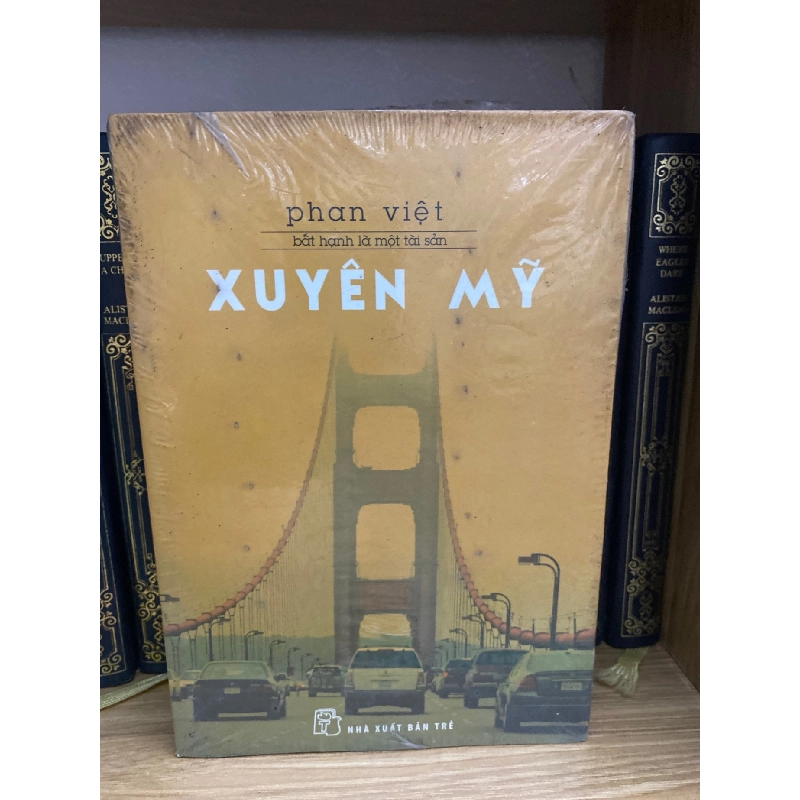 phan việt
bất hạnh là một tài sản
XUYÊN MỸ
NHÀ XUẤT BẢN TRẺ
WHERE
EAGLES
DARE
ALISTAIR
MACLEAN